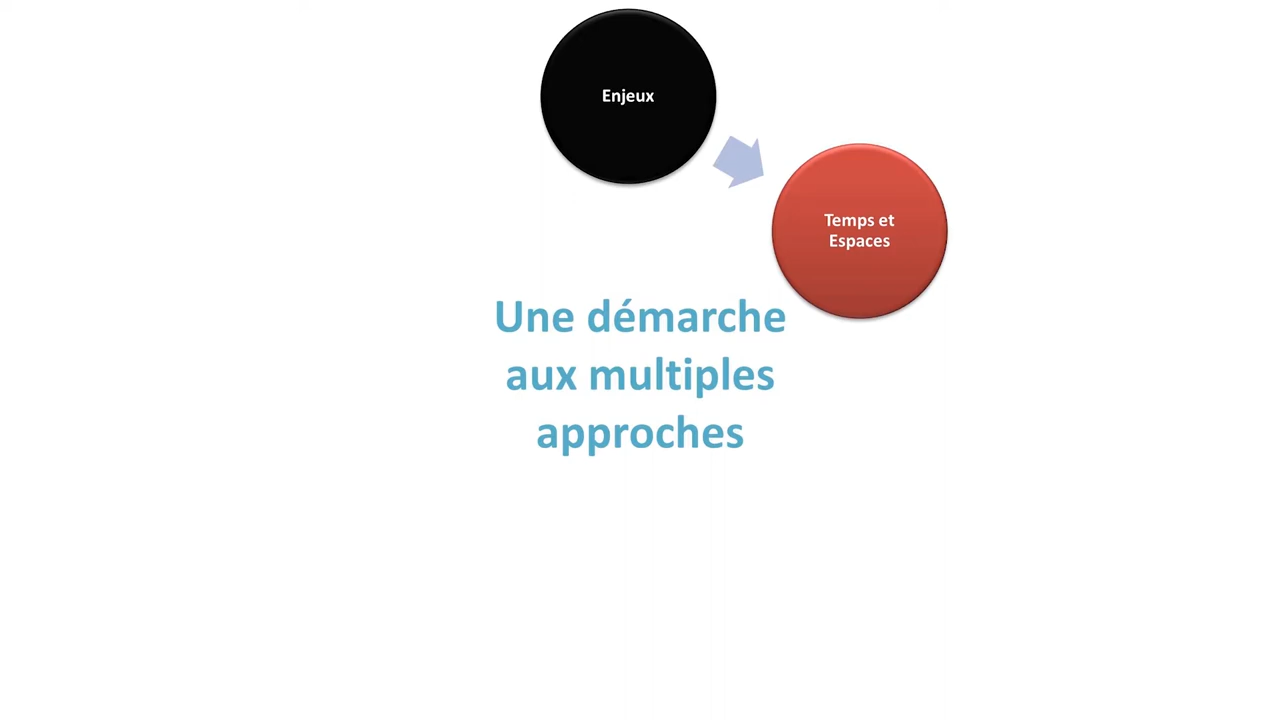 Enjeux
Temps et
Espaces
Une démarche
aux multiples
approches